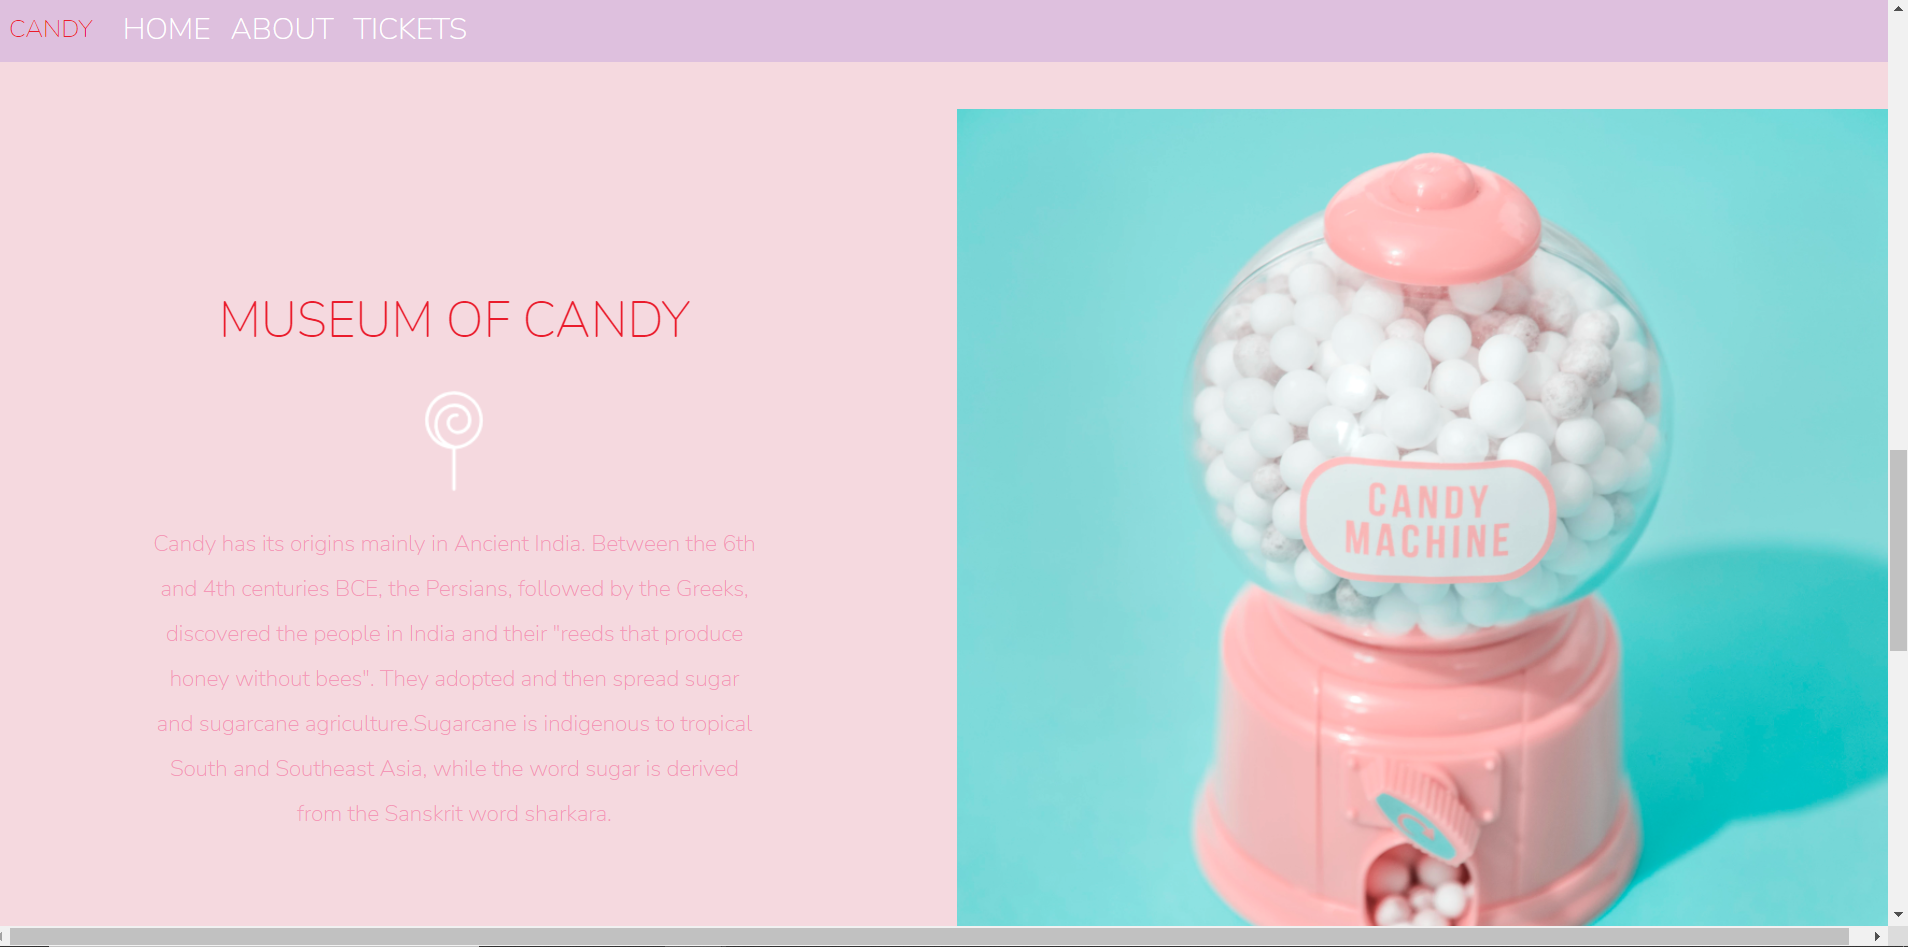 CANDY HOME ABOUT TICKETS
MUSEUM OF CANDY
Candy has its origins mainly in Ancient India. Between the 6th
and 4th centuries BCE, the Persians, followed by the Greeks,
discovered the people in India and their "reeds that produce
honey without bees". They adopted and then spread sugar
and sugarcane agriculture.Sugarcane is indigenous to tropical
South and Southeast Asia, while the word sugar is derived
from the Sanskrit word sharkara.
CANDY
MACHINE